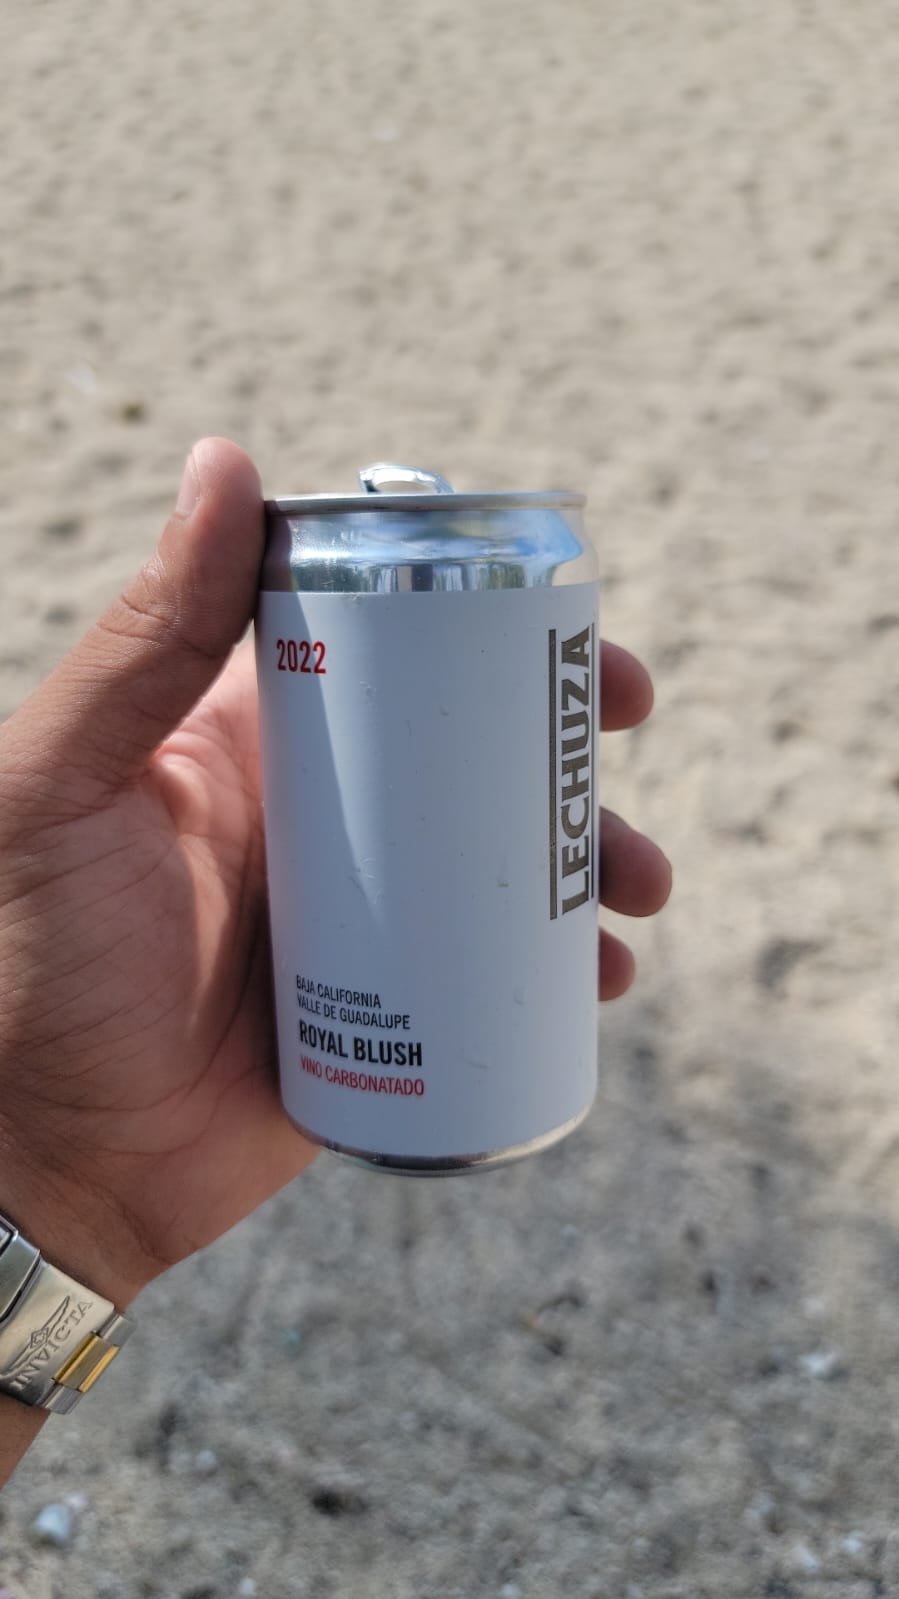 2022
LECHUZA
BAJA CALIFORNIA
VALLE DE GUADALUPE
ROYAL BLUSH
VINO CARBONATADO
INVICTA